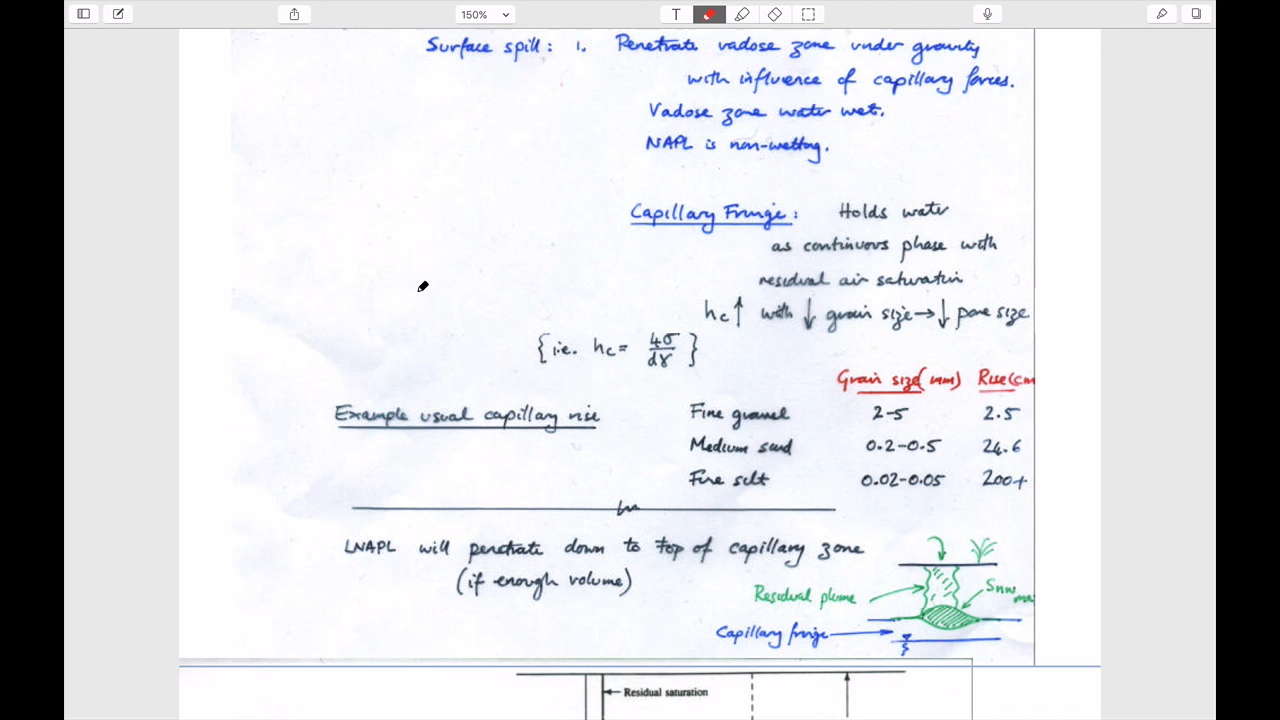 150%
T
Surface spill: 1. Penetrate vadose zone under gravity
with influence of capillary forces.
Vadose zone water wet.
NAPL is non-wetting.
Capillary Fringe: Holds water
as continuous phase with
residual air saturation
hc↑ with ↓ grain size→↓ pore size
{i.e. hc = 4σ/dγ}
Grain size(mm) Rise(cm
Example usual capillary rise
Fine gravel 2-5 2.5
Medium sand 0.2-0.5 24.6
Fine silt 0.02-0.05 200+
LNAPL will penetrate down to top of capillary zone
(if enough volume)
Residual plume
Snw
Capillary fringe
Residual saturation